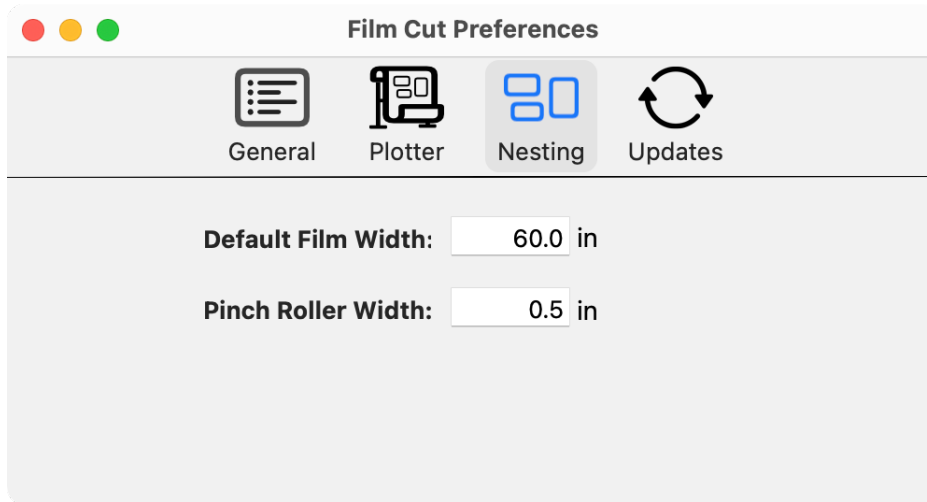 Film Cut Preferences
General Plotter Nesting Updates
Default Film Width: 60.0 in
Pinch Roller Width: 0.5 in